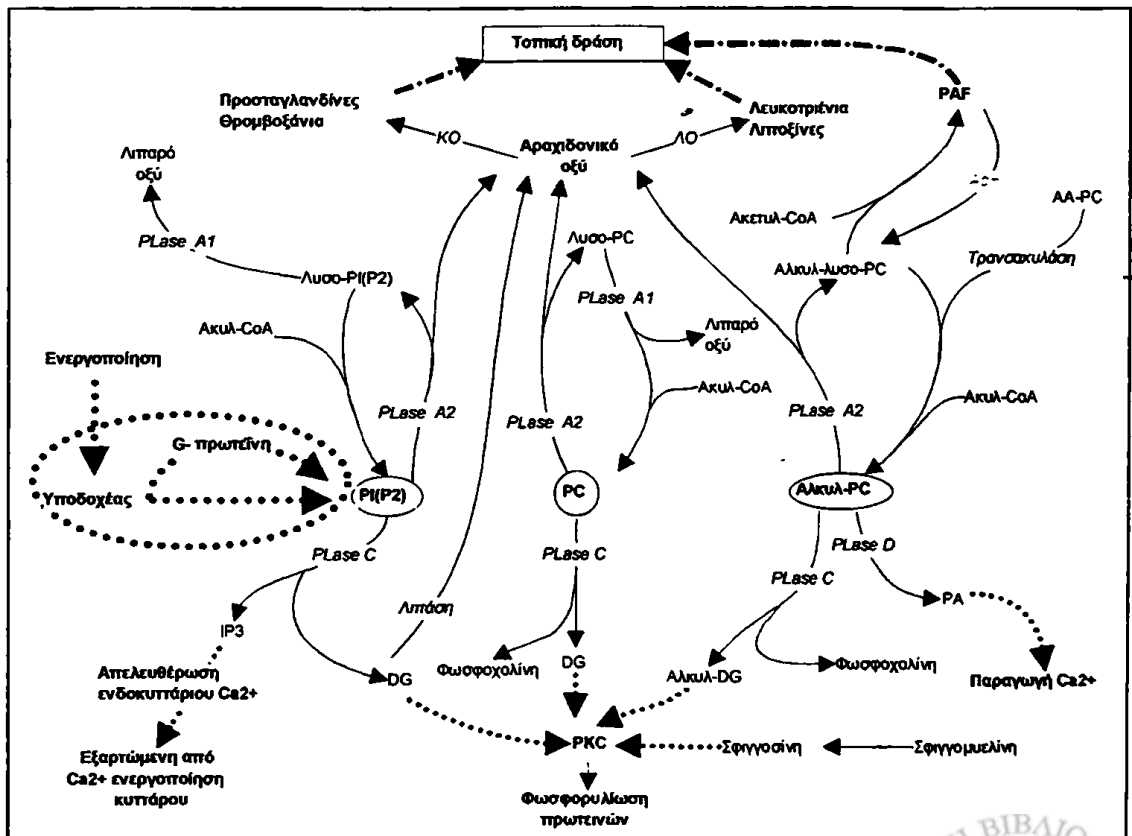 Τοπική δράση
Προσταγλανδίνες
Θρομβοξάνια
ΚΟ
Αραχιδονικό
οξύ
ΛΟ
Λευκοτριένια
Λιποξίνες
PAF
Λιπαρό
οξύ
PLase A1
Λυσο-PI(P2)
Ακυλ-CoA
Ενεργοποίηση
G- πρωτεΐνη
Υποδοχέας
PI(P2)
PLase A2
Λυσο-PC
PLase A1
Λιπαρό
οξύ
Ακυλ-CoA
PLase A2
PC
Ακετυλ-CoA
Αλκυλ-λυσο-PC
AA-PC
Τρανσακυλάση
Ακυλ-CoA
PLase A2
Αλκυλ-PC
PLase C
IP3
Απελευθέρωση
ενδοκυττάριου Ca2+
Εξαρτώμενη από
Ca2+ ενεργοποίηση
κυττάρου
DG
Λιπάση
PLase C
Φωσφοχολίνη
DG
PLase C
PLase D
PA
Παραγωγή Ca2+
Αλκυλ-DG
Φωσφοχολίνη
PKC
Σφιγγοσίνη
Σφιγγομυελίνη
Φωσφορυλίωση
πρωτεινών